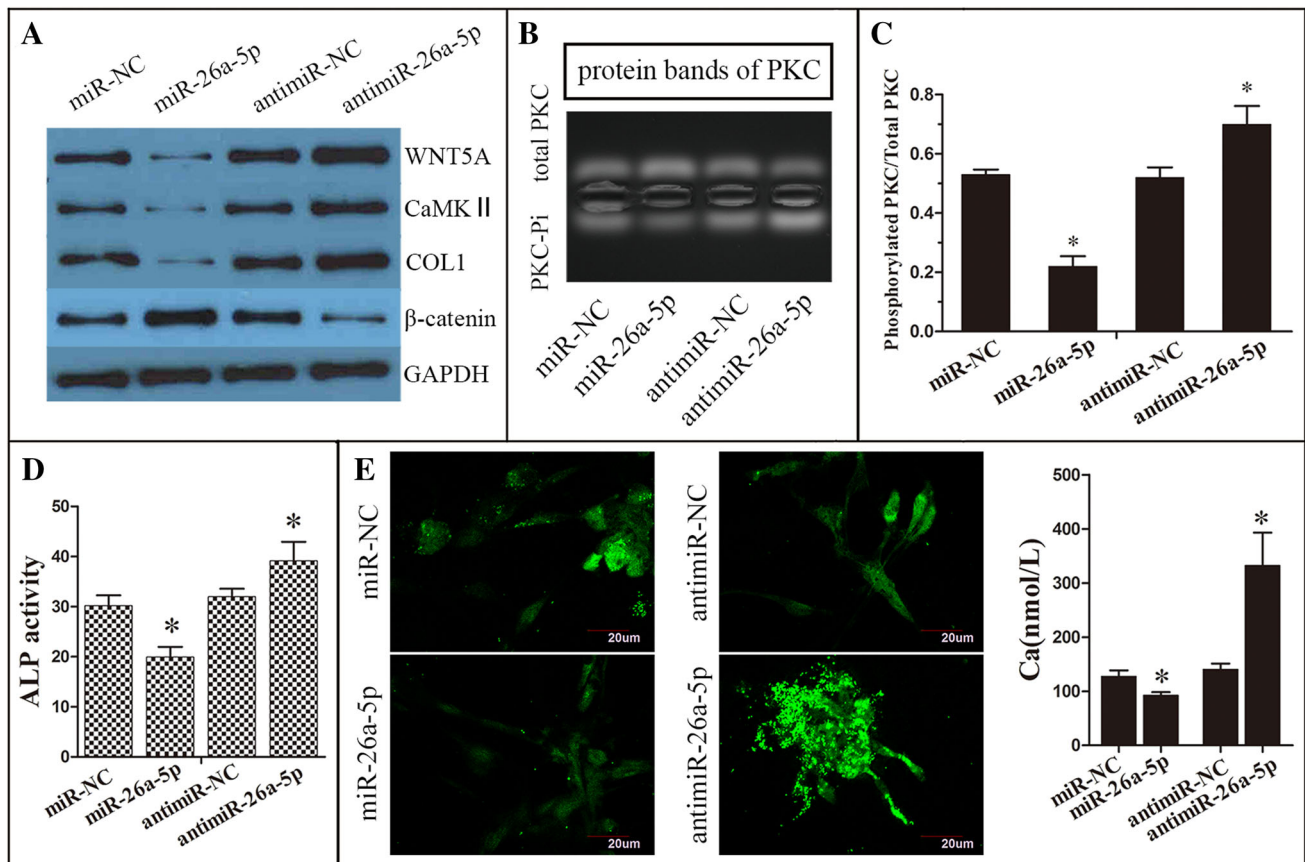 A
miR-NC
miR-26a-5p
antimiR-NC
antimiR-26a-5p
WNT5A
CaMK II
COL1
β-catenin
GAPDH
B
protein bands of PKC
total PKC
PKC-Pi
miR-NC
miR-26a-5p
antimiR-NC
antimiR-26a-5p
C
Phosphorylated PKC/Total PKC
0.8
0.6
0.4
0.2
0.0
*
*
miR-NC
miR-26a-5p
antimiR-NC
antimiR-26a-5p
D
ALP activity
50
40
30
20
10
0
*
*
miR-NC
miR-26a-5p
antimiR-NC
antimiR-26a-5p
E
miR-NC
20um
antimiR-NC
20um
miR-26a-5p
20um
antimiR-26a-5p
20um
Ca(nmol/L)
400
300
200
150
100
50
0
*
*
miR-NC
miR-26a-5p
antimiR-NC
antimiR-26a-5p